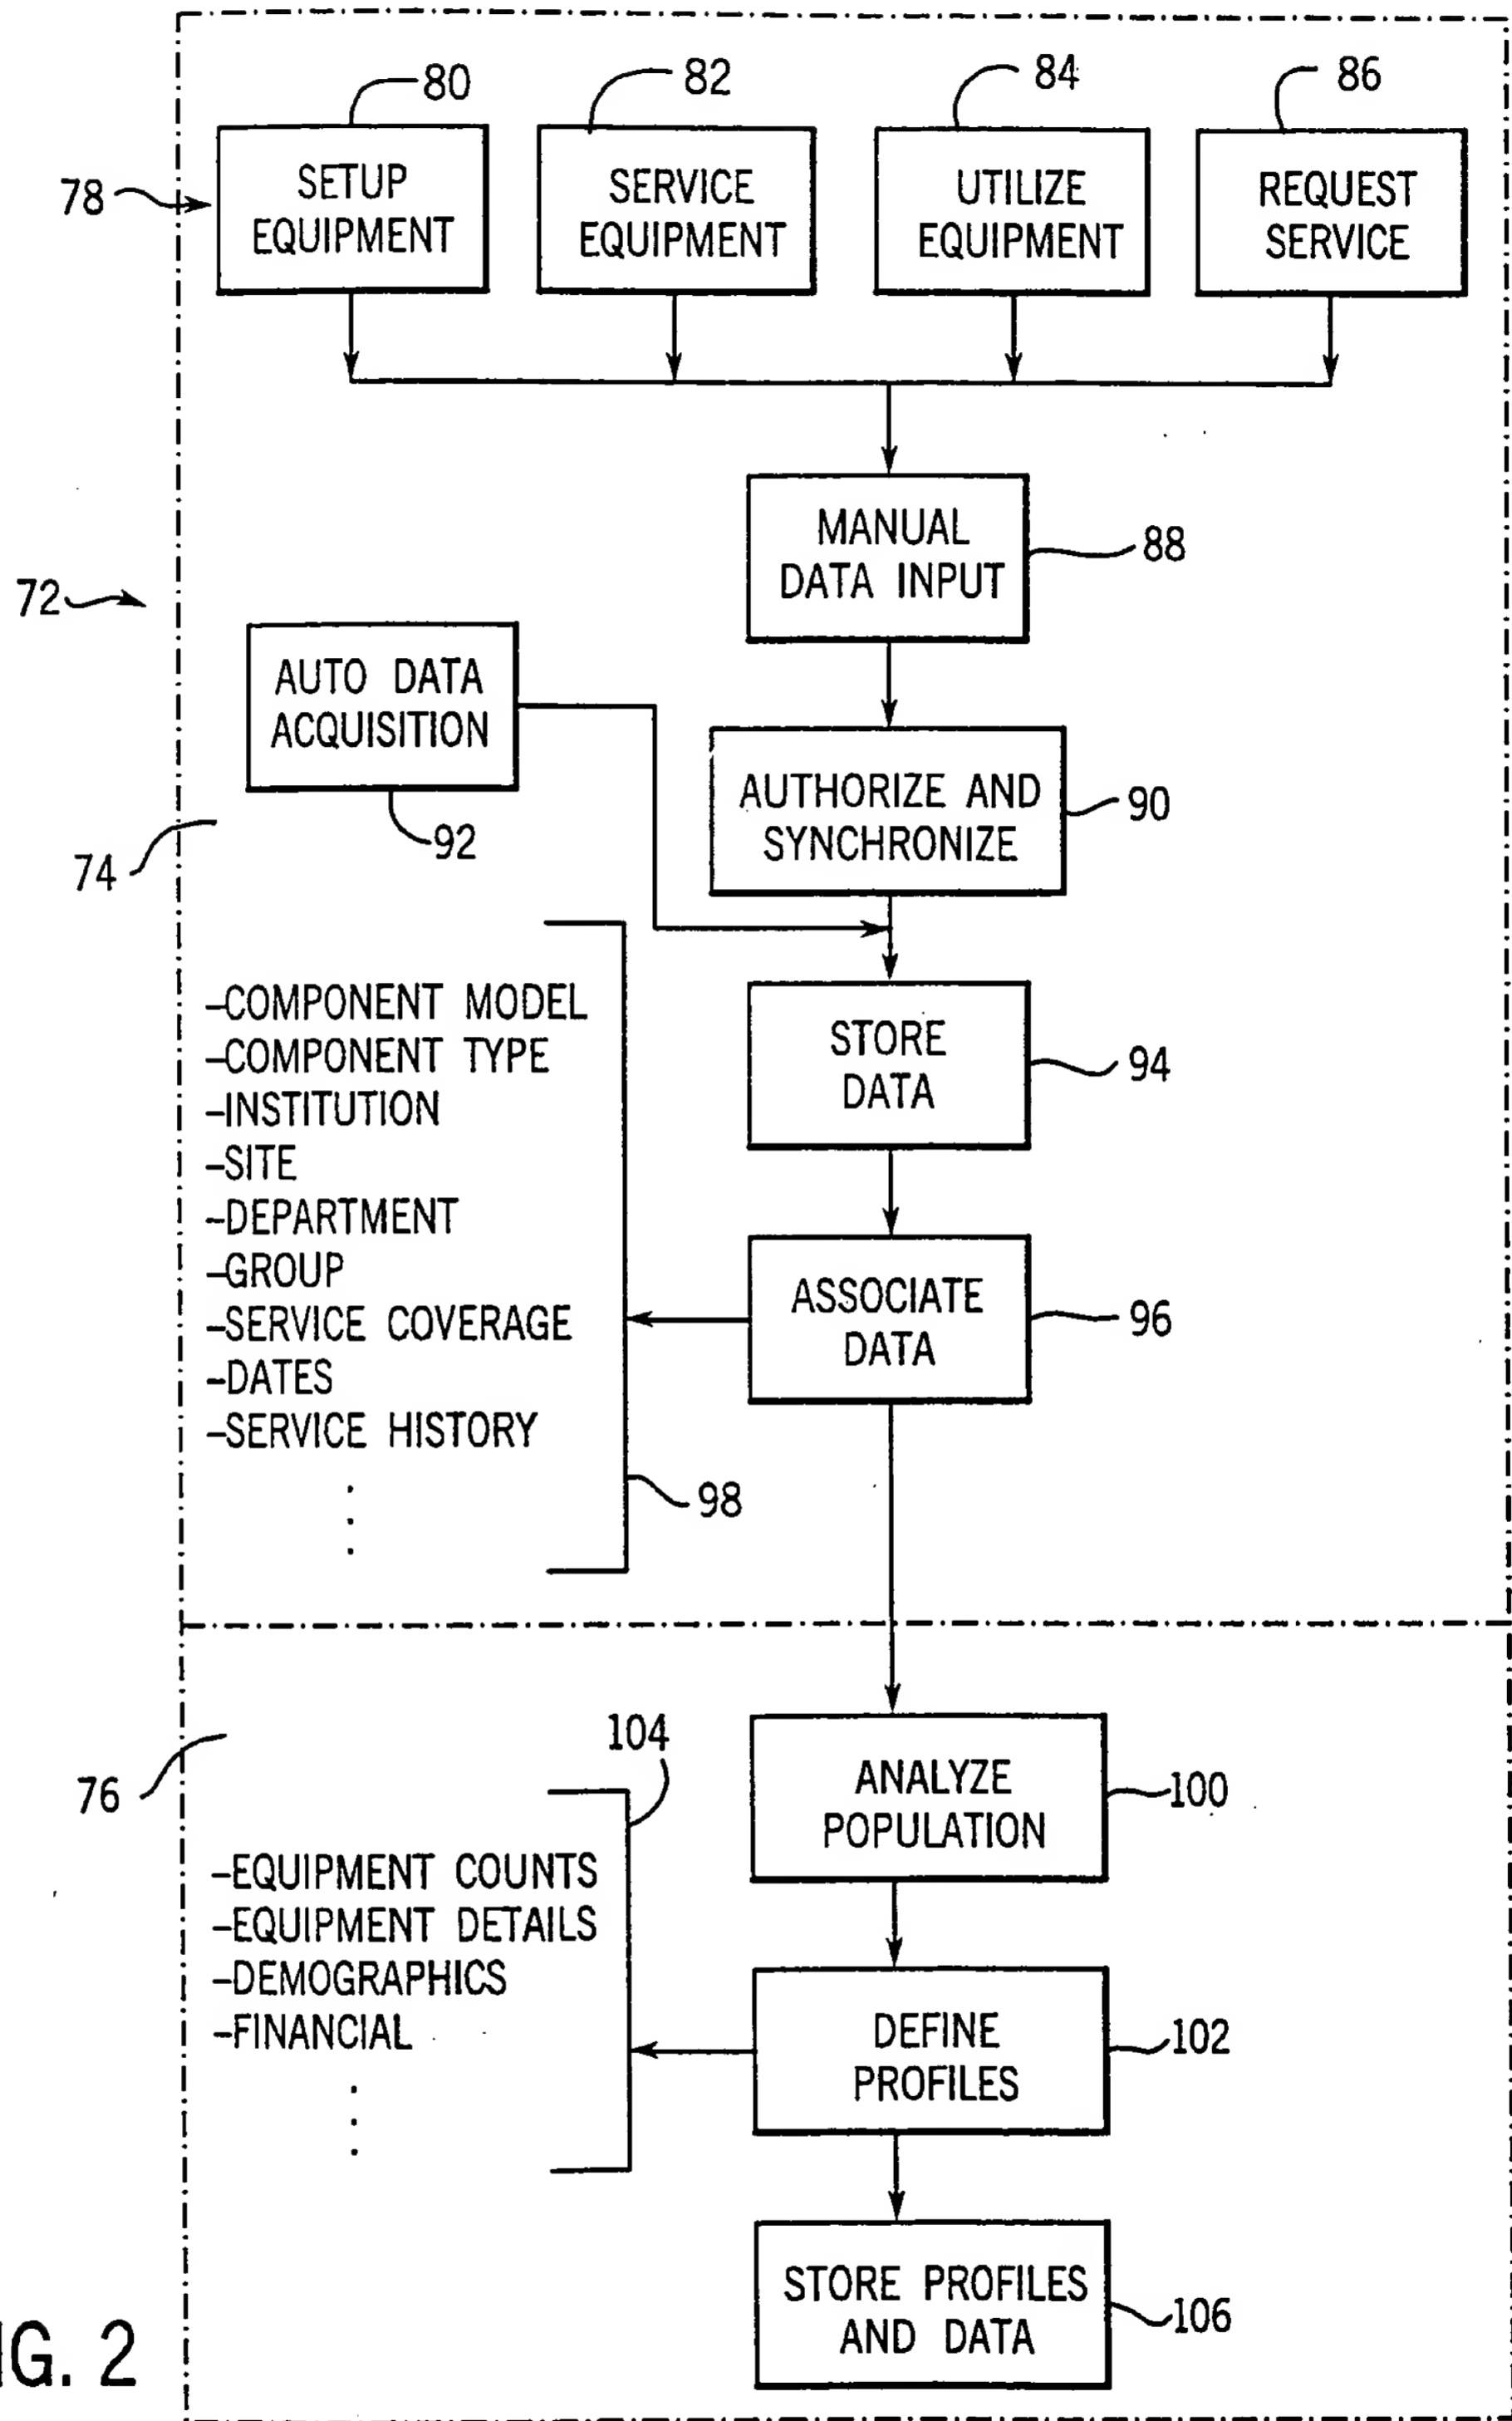 80
82
84
86
78
SETUP
EQUIPMENT
SERVICE
EQUIPMENT
UTILIZE
EQUIPMENT
REQUEST
SERVICE
MANUAL
DATA INPUT
88
72
AUTO DATA
ACQUISITION
92
AUTHORIZE AND
SYNCHRONIZE
90
74
-COMPONENT MODEL
-COMPONENT TYPE
-INSTITUTION
-SITE
-DEPARTMENT
-GROUP
-SERVICE COVERAGE
-DATES
-SERVICE HISTORY
98
STORE
DATA
94
ASSOCIATE
DATA
96
76
104
ANALYZE
POPULATION
100
-EQUIPMENT COUNTS
-EQUIPMENT DETAILS
-DEMOGRAPHICS
-FINANCIAL
DEFINE
PROFILES
102
STORE PROFILES
AND DATA
106
IG. 2